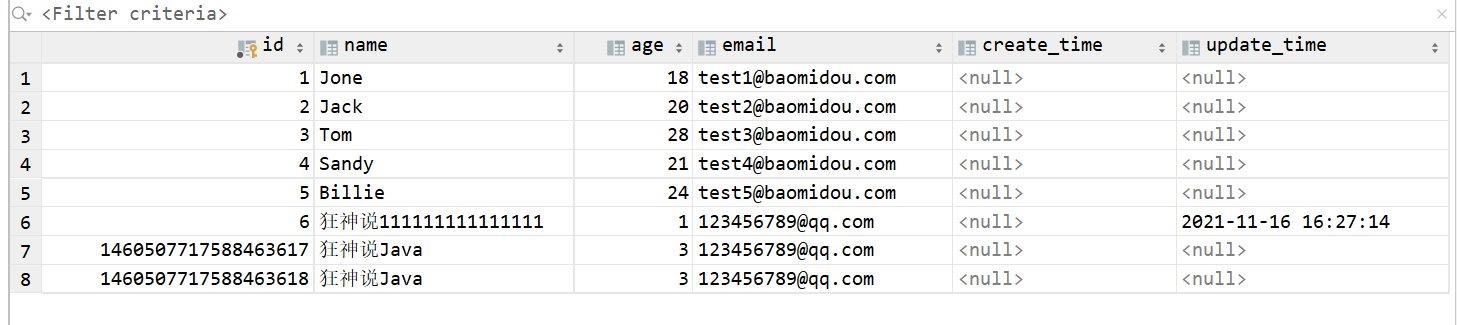 <Filter criteria>
id name age email create_time update_time
1 1 Jone 18 test1@baomidou.com <null> <null>
2 2 Jack 20 test2@baomidou.com <null> <null>
3 3 Tom 28 test3@baomidou.com <null> <null>
4 4 Sandy 21 test4@baomidou.com <null> <null>
5 5 Billie 24 test5@baomidou.com <null> <null>
6 6 狂神说111111111111111 1 123456789@qq.com <null> 2021-11-16 16:27:14
7 1460507717588463617 狂神说Java 3 123456789@qq.com <null> <null>
8 1460507717588463618 狂神说Java 3 123456789@qq.com <null> <null>